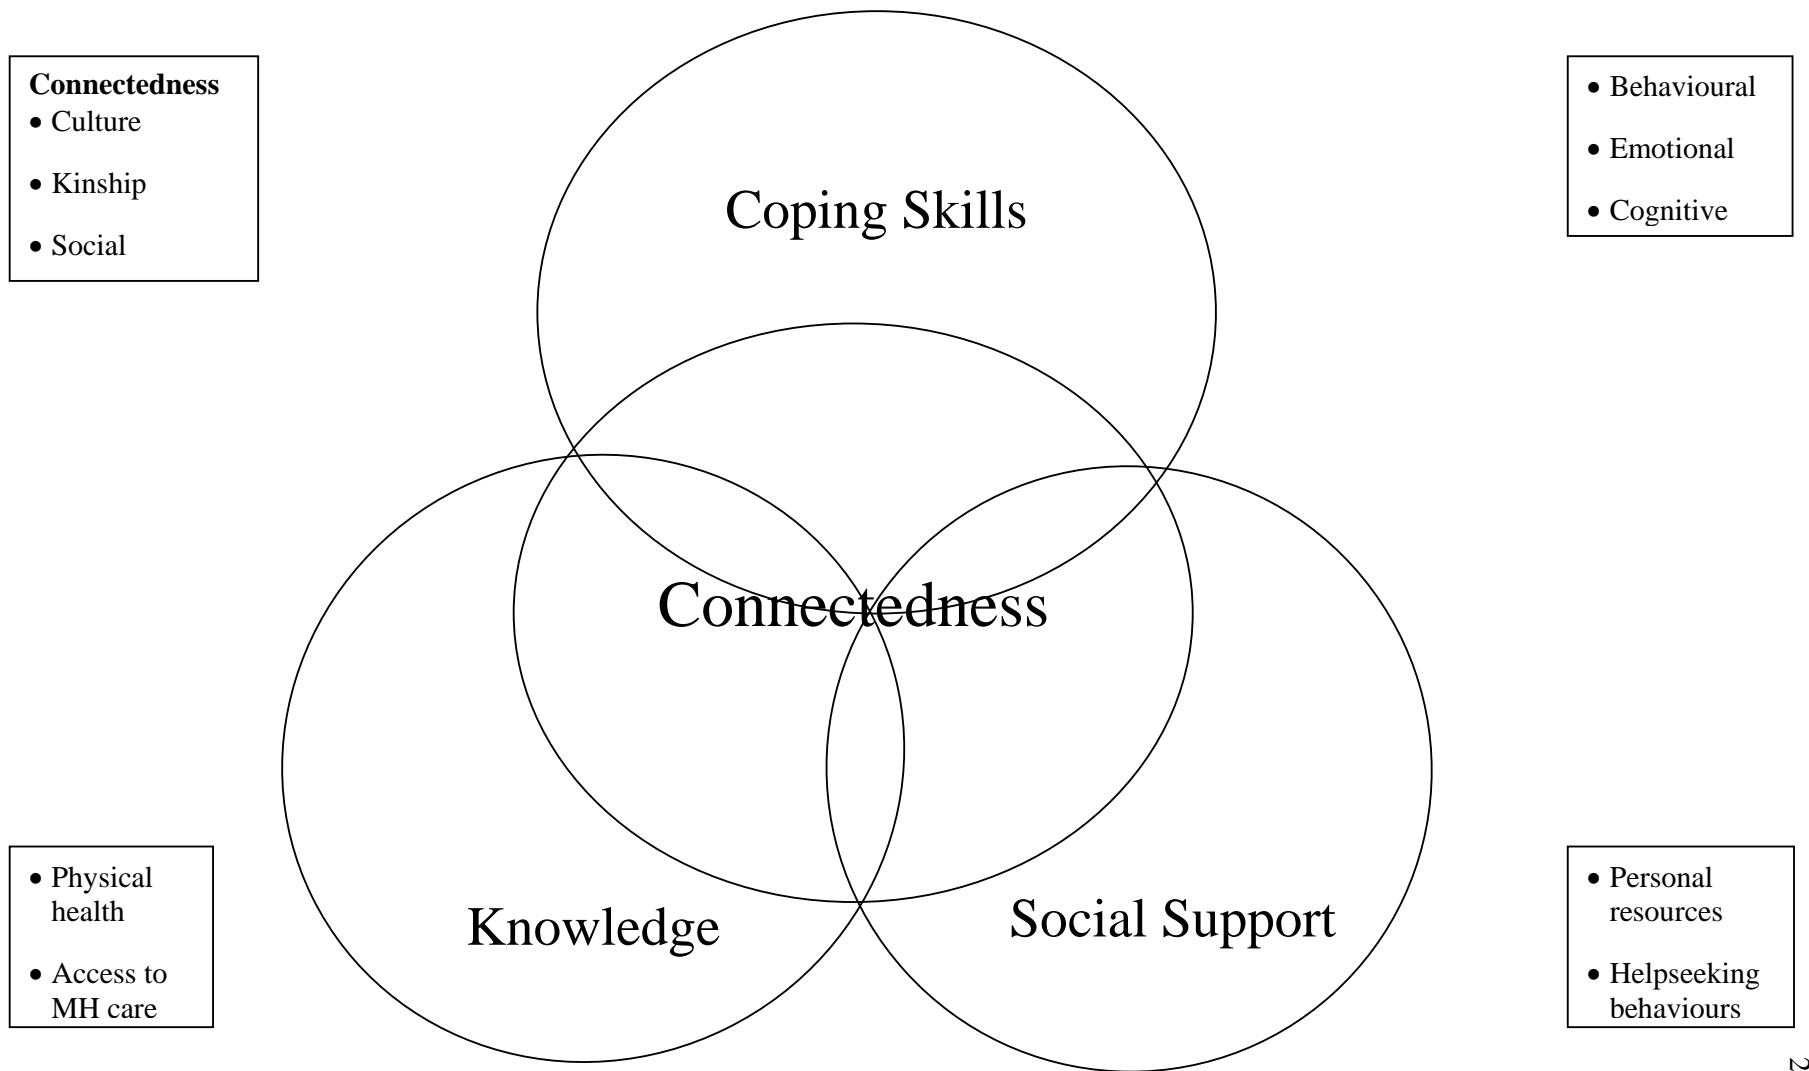 Connectedness
• Culture
• Kinship
• Social
• Behavioural
• Emotional
• Cognitive
Coping Skills
Connectedness
Knowledge
Social Support
• Physical
health
• Access to
MH care
• Personal
resources
• Helpseeking
behaviours
2